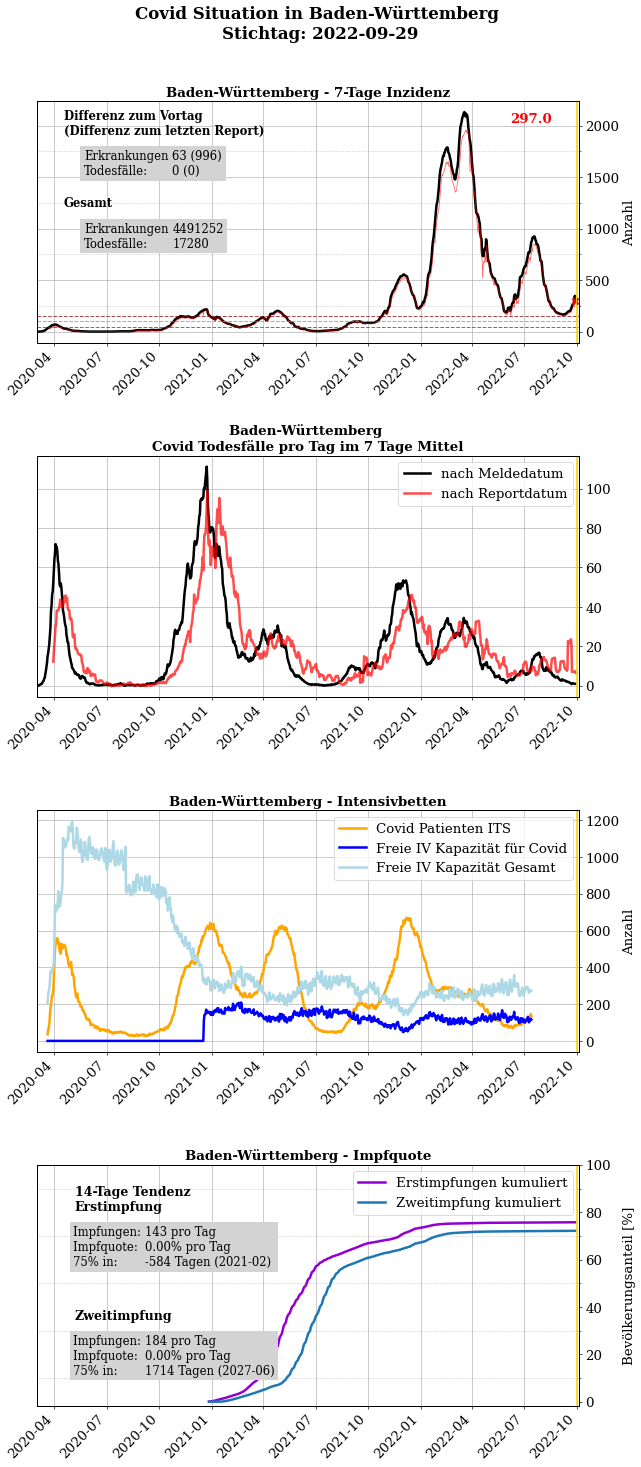 Covid Situation in Baden-Württemberg
Stichtag: 2022-09-29
Baden-Württemberg - 7-Tage Inzidenz
Differenz zum Vortag
(Differenz zum letzten Report)
Erkrankungen 63 (996)
Todesfälle: 0 (0)
Gesamt
Erkrankungen 4491252
Todesfälle: 17280
297.0
2000
1500
1000
500
0
Anzahl
2020-04
2020-07
2020-10
2021-01
2021-04
2021-07
2021-10
2022-01
2022-04
2022-07
2022-10
Baden-Württemberg
Covid Todesfälle pro Tag im 7 Tage Mittel
nach Meldedatum
nach Reportdatum
100
80
60
40
20
0
2020-04
2020-07
2020-10
2021-01
2021-04
2021-07
2021-10
2022-01
2022-04
2022-07
2022-10
Baden-Württemberg - Intensivbetten
Covid Patienten ITS
Freie IV Kapazität für Covid
Freie IV Kapazität Gesamt
1200
1000
800
600
400
200
0
Anzahl
2020-04
2020-07
2020-10
2021-01
2021-04
2021-07
2021-10
2022-01
2022-04
2022-07
2022-10
Baden-Württemberg - Impfquote
14-Tage Tendenz
Erstimpfung
Impfungen: 143 pro Tag
Impfquote: 0.00% pro Tag
75% in: -584 Tagen (2021-02)
Zweitimpfung
Impfungen: 184 pro Tag
Impfquote: 0.00% pro Tag
75% in: 1714 Tagen (2027-06)
Erstimpfungen kumuliert
Zweitimpfung kumuliert
100
80
60
40
20
0
Bevölkerungsanteil [%]
2020-04
2020-07
2020-10
2021-01
2021-04
2021-07
2021-10
2022-01
2022-04
2022-07
2022-10